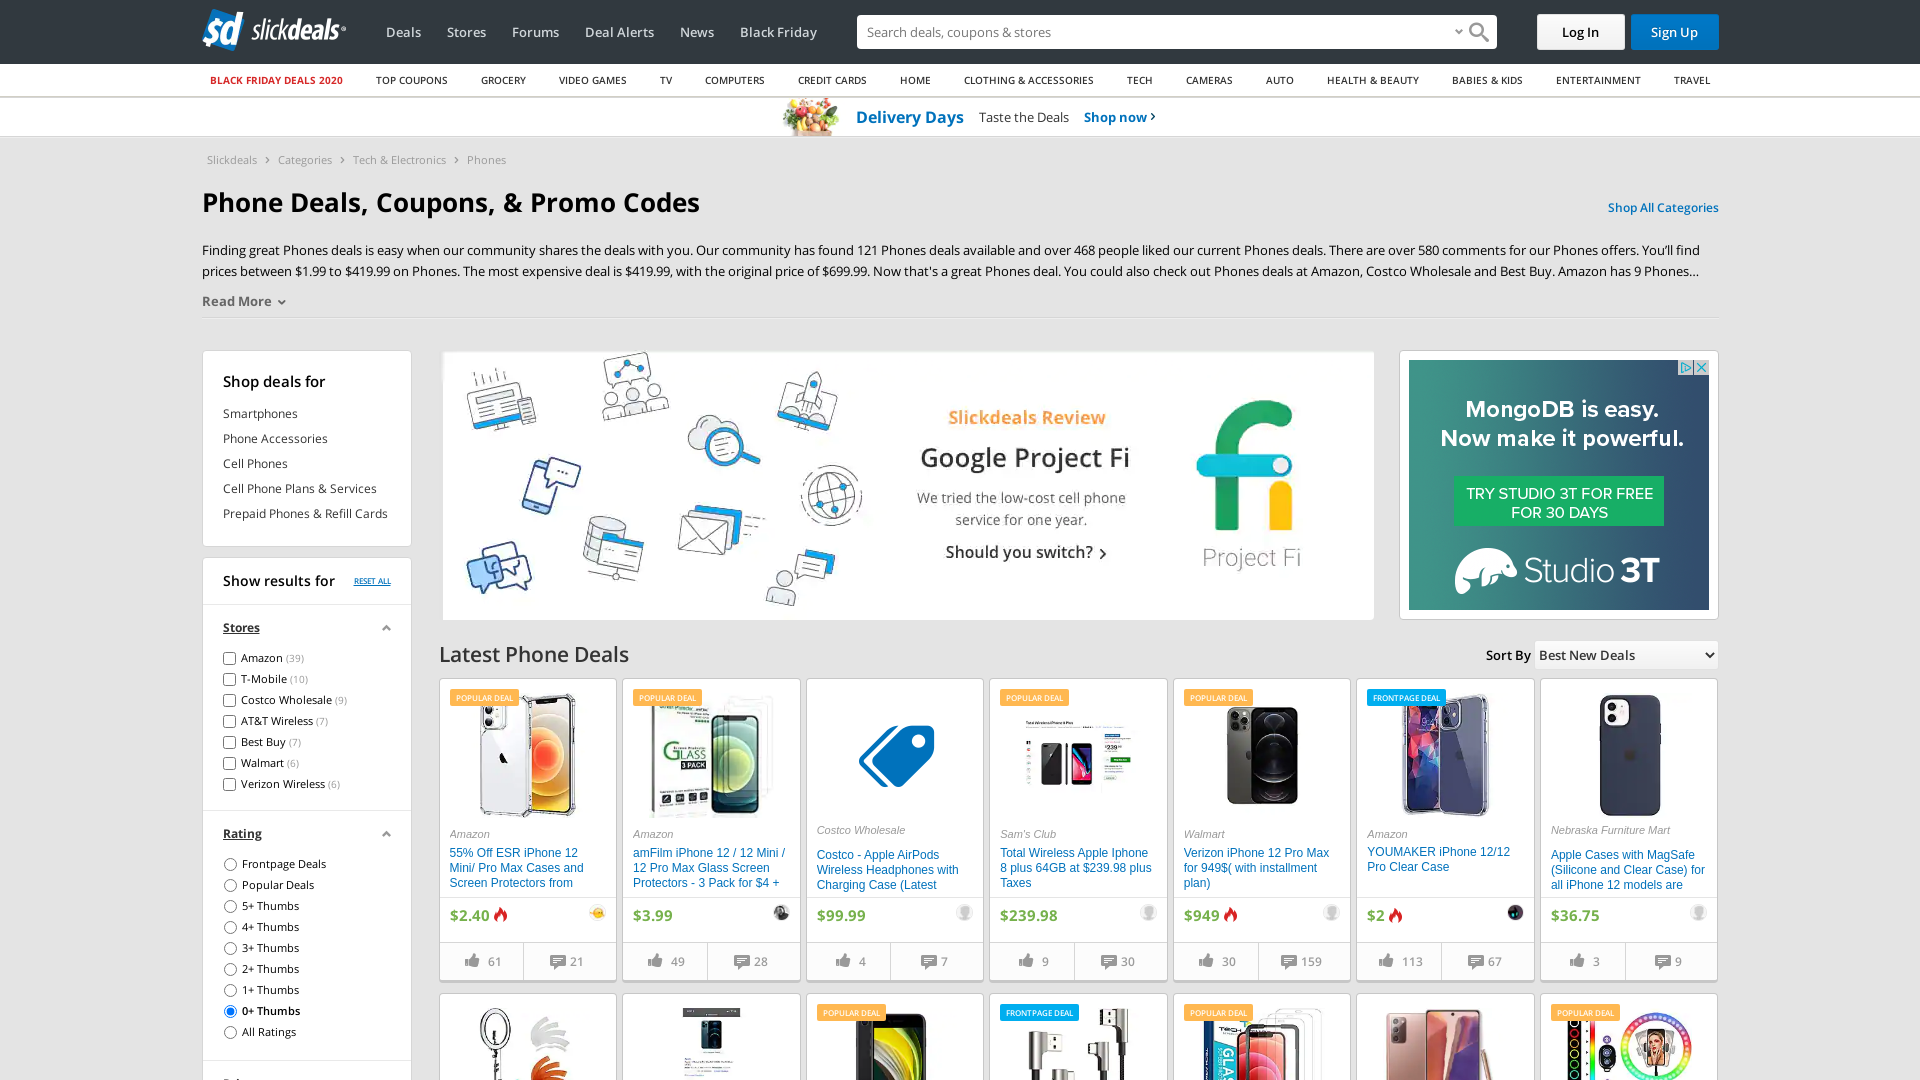 sd slickdeals
Deals
Stores
Forums
Deal Alerts
News
Black Friday
Search deals, coupons & stores
Log In
Sign Up
BLACK FRIDAY DEALS 2020
TOP COUPONS
GROCERY
VIDEO GAMES
TV
COMPUTERS
CREDIT CARDS
HOME
CLOTHING & ACCESSORIES
TECH
CAMERAS
AUTO
HEALTH & BEAUTY
BABIES & KIDS
ENTERTAINMENT
TRAVEL
Delivery Days Taste the Deals Shop now
Slickdeals > Categories > Tech & Electronics > Phones
Phone Deals, Coupons, & Promo Codes
Shop All Categories
Finding great Phones deals is easy when our community shares the deals with you. Our community has found 121 Phones deals available and over 468 people liked our current Phones deals. There are over 580 comments for our Phones offers. You'll find
prices between $1.99 to $419.99 on Phones. The most expensive deal is $419.99, with the original price of $699.99. Now that's a great Phones deal. You could also check out Phones deals at Amazon, Costco Wholesale and Best Buy. Amazon has 9 Phones...
Read More
Shop deals for
Smartphones
Phone Accessories
Cell Phones
Cell Phone Plans & Services
Prepaid Phones & Refill Cards
Show results for
RESET ALL
Stores
Amazon (39)
T-Mobile (10)
Costco Wholesale (9)
AT&T Wireless (7)
Best Buy (7)
Walmart (6)
Verizon Wireless (6)
Rating
Frontpage Deals
Popular Deals
5+ Thumbs
4+ Thumbs
3+ Thumbs
2+ Thumbs
1+ Thumbs
0+ Thumbs
All Ratings
Slickdeals Review
Google Project Fi
We tried the low-cost cell phone
service for one year.
Should you switch? >
Project Fi
MongoDB is easy.
Now make it powerful.
TRY STUDIO 3T FOR FREE
FOR 30 DAYS
Studio 3T
Latest Phone Deals
Sort By
Best New Deals
POPULAR DEAL
Amazon
55% Off ESR iPhone 12
Mini/ Pro Max Cases and
Screen Protectors from
$2.40
61
21
POPULAR DEAL
GLASS
3 PACK
Amazon
amFilm iPhone 12 / 12 Mini /
12 Pro Max Glass Screen
Protectors - 3 Pack for $4 +
$3.99
49
28
Costco Wholesale
Costco - Apple AirPods
Wireless Headphones with
Charging Case (Latest
$99.99
4
7
POPULAR DEAL
Sam's Club
Total Wireless Apple Iphone
8 plus 64GB at $239.98 plus
Taxes
$239.98
9
30
POPULAR DEAL
Walmart
Verizon iPhone 12 Pro Max
for 949$( with installment
plan)
$949
30
159
FRONTPAGE DEAL
Amazon
YOUMAKER iPhone 12/12
Pro Clear Case
$2
113
67
Nebraska Furniture Mart
Apple Cases with MagSafe
(Silicone and Clear Case) for
all iPhone 12 models are
$36.75
3
9
POPULAR DEAL
FRONTPAGE DEAL
POPULAR DEAL
POPULAR DEAL